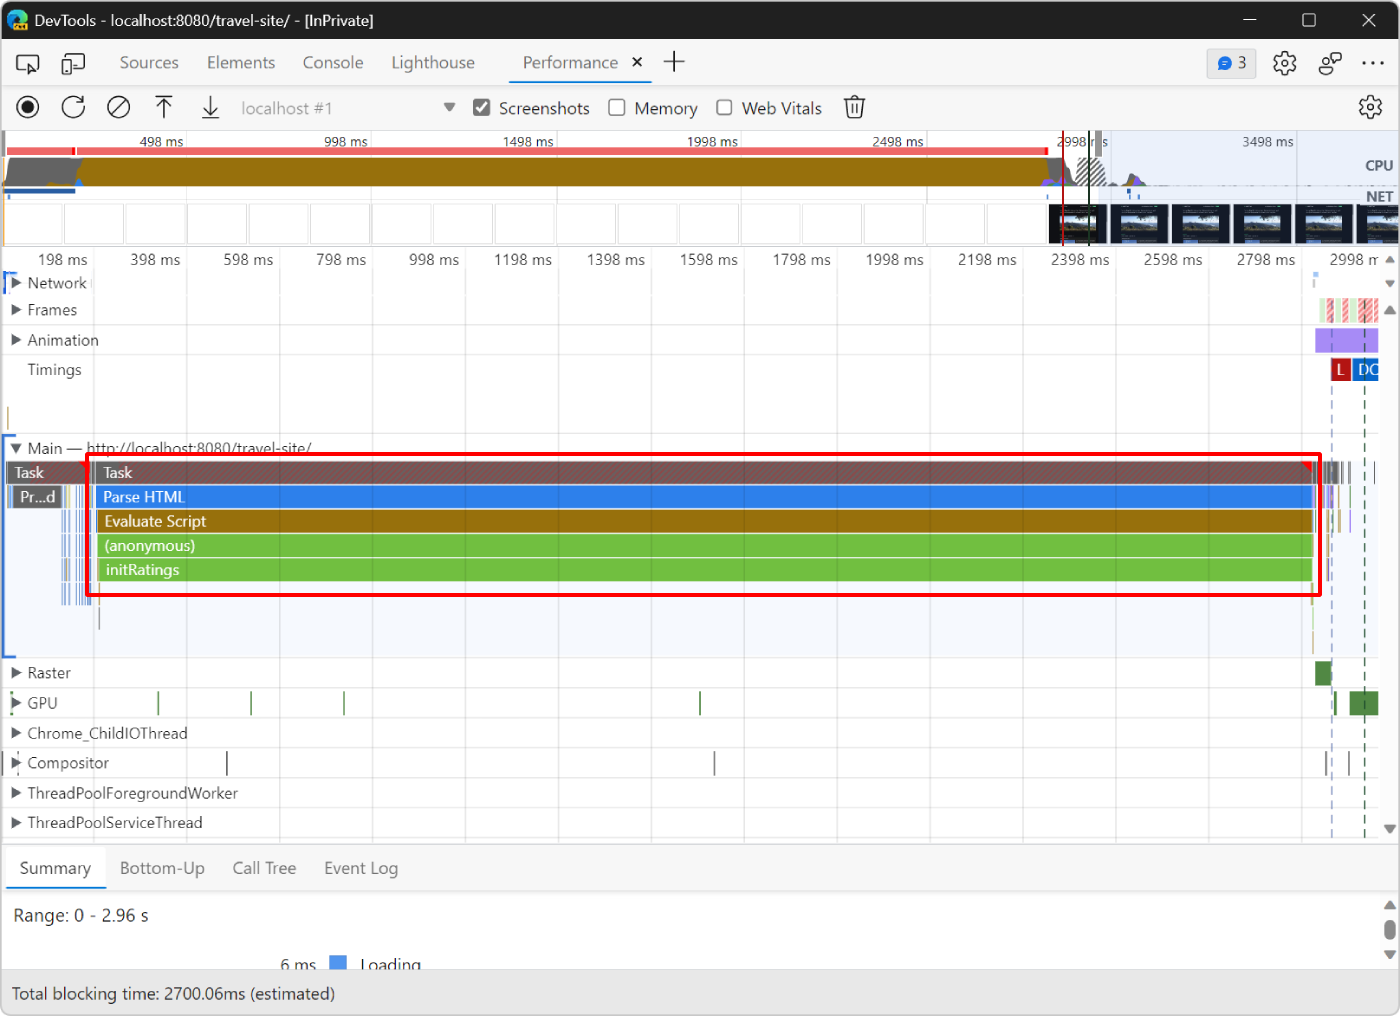 DevTools - localhost:8080/travel-site/ - [InPrivate]
Sources Elements Console Lighthouse Performance 3
localhost #1 Screenshots Memory Web Vitals
498 ms 998 ms 1498 ms 1998 ms 2498 ms 2998 ms 3498 ms
CPU
NET
198 ms 398 ms 598 ms 798 ms 998 ms 1198 ms 1398 ms 1598 ms 1798 ms 1998 ms 2198 ms 2398 ms 2598 ms 2798 ms 2998 m
Network
Frames
Animation
Timings L DC
Main — http://localhost:8080/travel-site/
Task Task
Pr...d Parse HTML
Evaluate Script
(anonymous)
initRatings
Raster
GPU
Chrome_ChildIOThread
Compositor
ThreadPoolForegroundWorker
ThreadPoolServiceThread
Summary Bottom-Up Call Tree Event Log
Range: 0 - 2.96 s
6 ms Loading
Total blocking time: 2700.06ms (estimated)